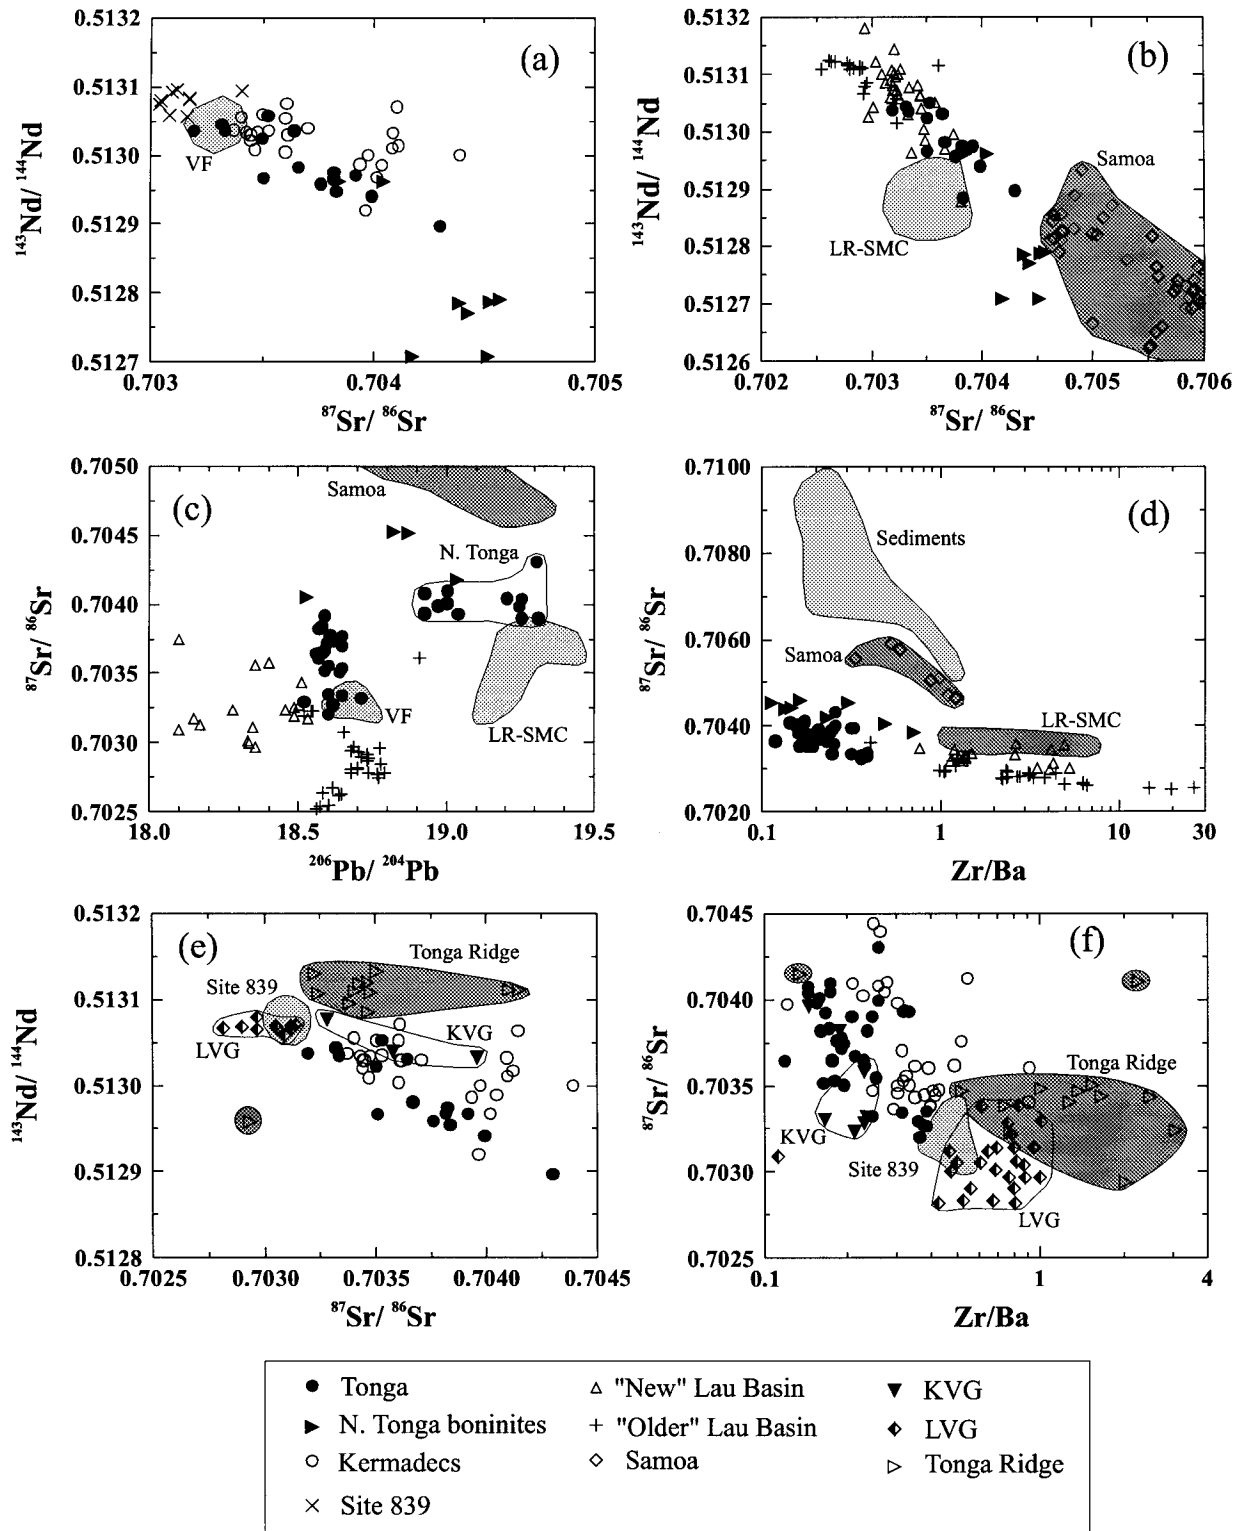 (a)
0.5132
0.5131
0.5130
0.5129
0.5128
0.5127
¹⁴³Nd/ ¹⁴⁴Nd
VF
0.703
0.704
0.705
⁸⁷Sr/ ⁸⁶Sr
(b)
0.5132
0.5131
0.5130
0.5129
0.5128
0.5127
0.5126
¹⁴³Nd/ ¹⁴⁴Nd
Samoa
LR-SMC
0.702
0.703
0.704
0.705
0.706
⁸⁷Sr/ ⁸⁶Sr
(c)
0.7050
0.7045
0.7040
0.7035
0.7030
0.7025
⁸⁷Sr/ ⁸⁶Sr
Samoa
N. Tonga
VF
LR-SMC
18.0
18.5
19.0
19.5
²⁰⁶Pb/ ²⁰⁴Pb
(d)
0.7100
0.7080
0.7060
0.7040
0.7020
⁸⁷Sr/ ⁸⁶Sr
Sediments
Samoa
LR-SMC
0.1
1
10
30
Zr/Ba
(e)
0.5132
0.5131
0.5130
0.5129
0.5128
¹⁴³Nd/ ¹⁴⁴Nd
Tonga Ridge
Site 839
LVG
KVG
0.7025
0.7030
0.7035
0.7040
0.7045
⁸⁷Sr/ ⁸⁶Sr
(f)
0.7045
0.7040
0.7035
0.7030
0.7025
⁸⁷Sr/ ⁸⁶Sr
Tonga Ridge
KVG
Site 839
LVG
0.1
1
4
Zr/Ba
Tonga
N. Tonga boninites
Kermadecs
Site 839
"New" Lau Basin
"Older" Lau Basin
Samoa
KVG
LVG
Tonga Ridge